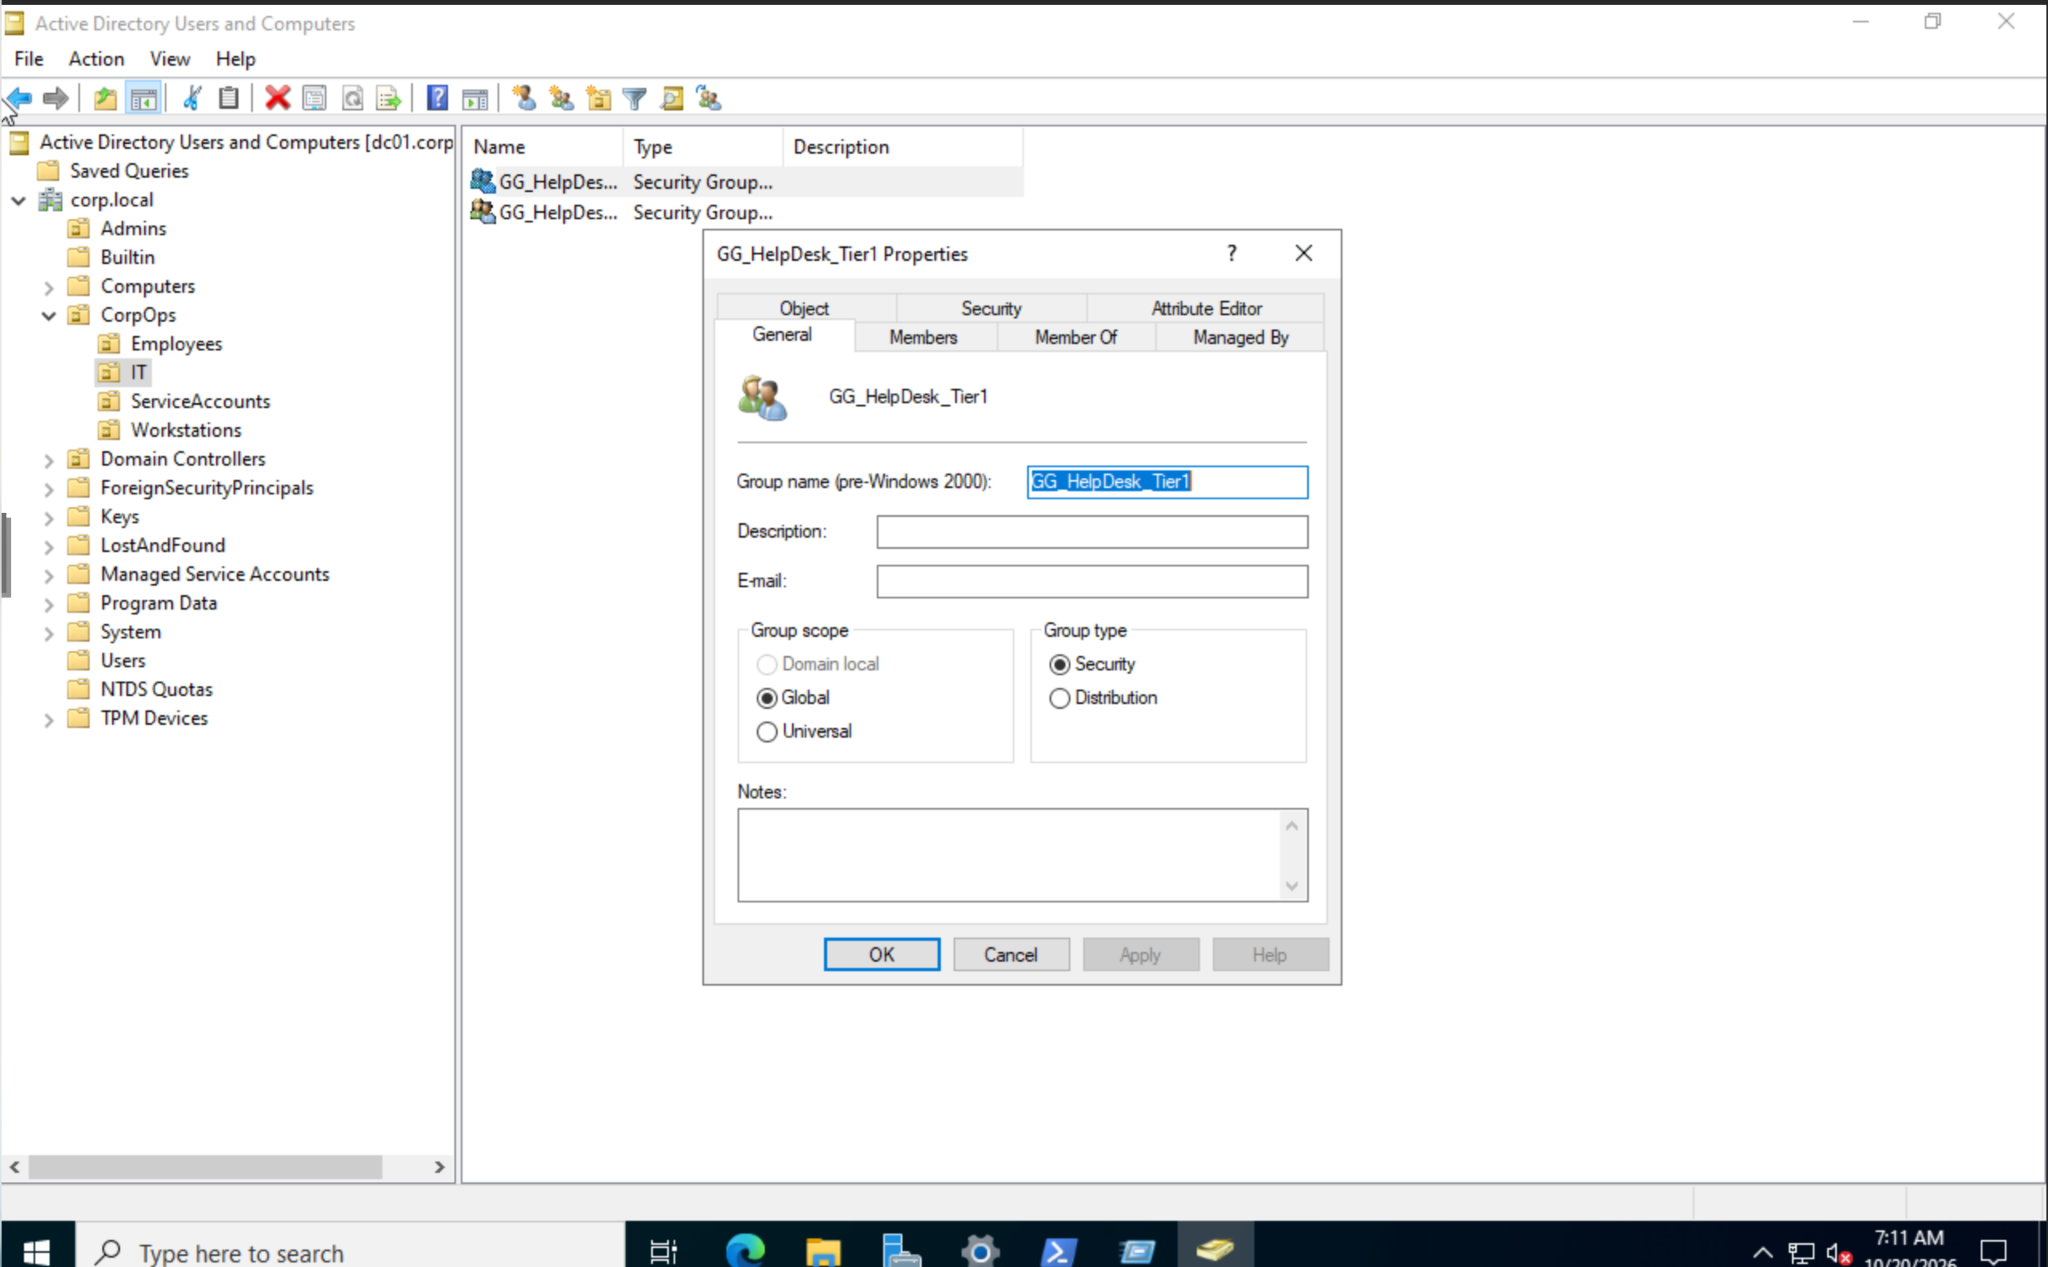 Active Directory Users and Computers
File Action View Help
Active Directory Users and Computers [dc01.corp
Saved Queries
corp.local
Admins
Builtin
Computers
CorpOps
Employees
IT
ServiceAccounts
Workstations
Domain Controllers
ForeignSecurityPrincipals
Keys
LostAndFound
Managed Service Accounts
Program Data
System
Users
NTDS Quotas
TPM Devices
Name Type Description
GG_HelpDes... Security Group...
GG_HelpDes... Security Group...
GG_HelpDesk_Tier1 Properties
Object Security Attribute Editor
General Members Member Of Managed By
GG_HelpDesk_Tier1
Group name (pre-Windows 2000): GG_HelpDesk_Tier1
Description:
E-mail:
Group scope
Domain local
Global
Universal
Group type
Security
Distribution
Notes:
OK Cancel Apply Help
Type here to search
7:11 AM
10/20/2026